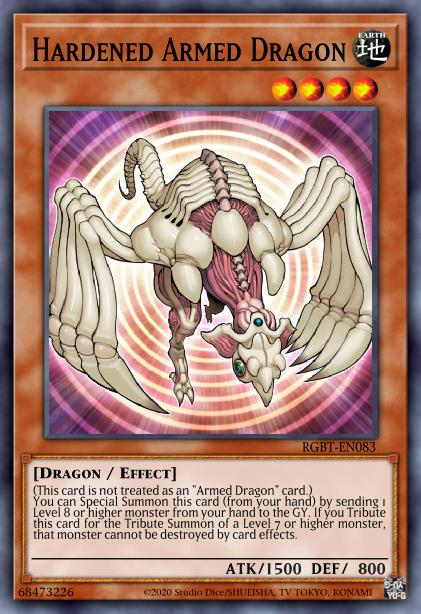 HARDENED ARMED DRAGON
EARTH
地
RGBT-EN083
[DRAGON / EFFECT]
(This card is not treated as an "Armed Dragon" card.)
You can Special Summon this card (from your hand) by sending 1
Level 8 or higher monster from your hand to the GY. If you Tribute
this card for the Tribute Summon of a Level 7 or higher monster,
that monster cannot be destroyed by card effects.
ATK/1500 DEF/ 800
68473226
©2020 Studio Dice/SHUEISHA, TV TOKYO, KONAMI